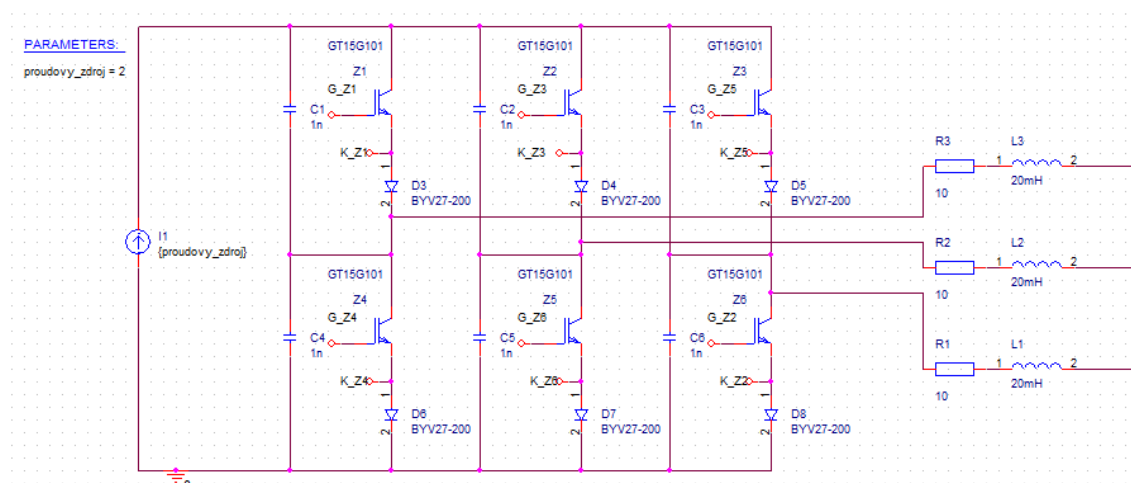 PARAMETERS:
proudovy_zdroj = 2
GT15G101
GT15G101
GT15G101
Z1
Z2
Z3
G_Z1
G_Z3
G_Z5
C1
1n
C2
1n
C3
1n
K_Z1
K_Z3
K_Z5
1
1
1
D3
BYV27-200
D4
BYV27-200
D5
BYV27-200
2
2
2
R3
10
1
L3
2
20mH
I1
{proudovy_zdroj}
R2
10
1
L2
2
20mH
GT15G101
GT15G101
GT15G101
Z4
Z5
Z6
G_Z4
G_Z6
G_Z2
C4
1n
C5
1n
C6
1n
R1
10
1
L1
2
20mH
K_Z4
K_Z6
K_Z2
1
1
1
D6
BYV27-200
D7
BYV27-200
D8
BYV27-200
2
2
2